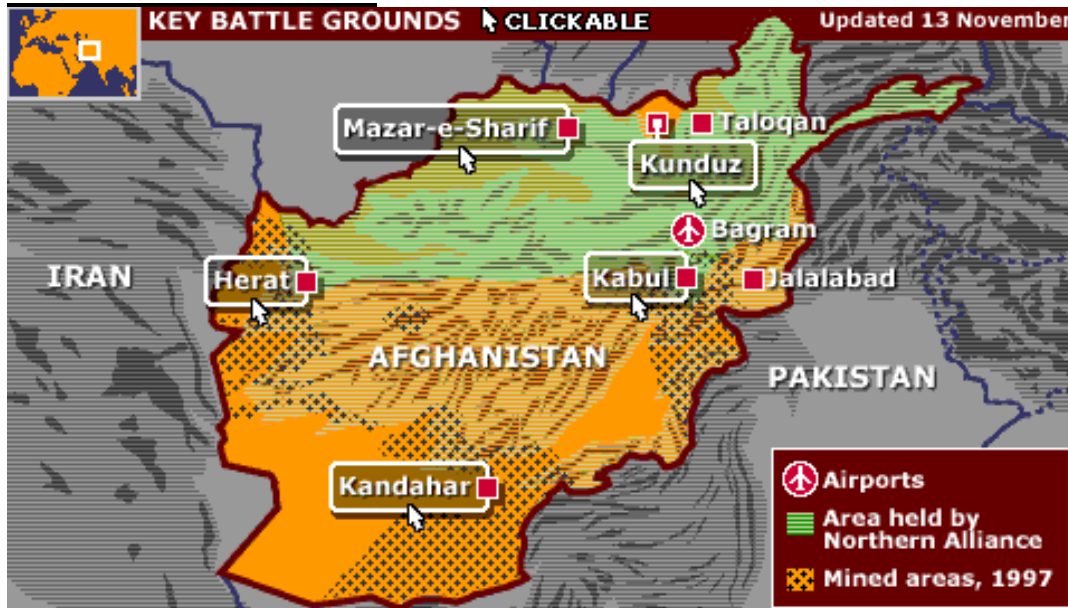 KEY BATTLE GROUNDS CLICKABLE Updated 13 November
Mazar-e-Sharif
Taloqan
Kunduz
Bagram
IRAN
Herat
Kabul
Jalalabad
AFGHANISTAN
PAKISTAN
Kandahar
Airports
Area held by
Northern Alliance
Mined areas, 1997